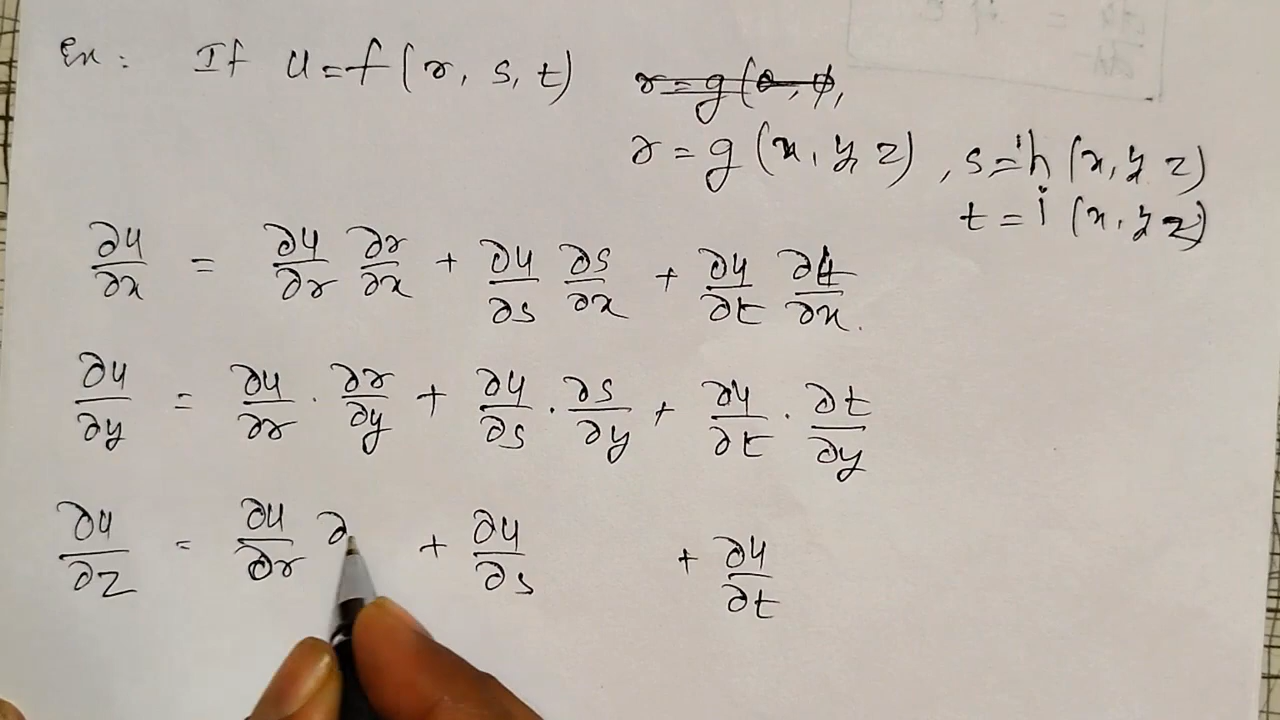 Ex: If u=f(r, s, t) r=g(θ, φ,
r=g(x, y, z), s=h(x, y, z)
t=i(x, y, z)
∂u/∂x = ∂u/∂r ∂r/∂x + ∂u/∂s ∂s/∂x + ∂u/∂t ∂t/∂x.
∂u/∂y = ∂u/∂r · ∂r/∂y + ∂u/∂s · ∂s/∂y + ∂u/∂t · ∂t/∂y
∂u/∂z = ∂u/∂r ∂ + ∂u/∂s + ∂u/∂t